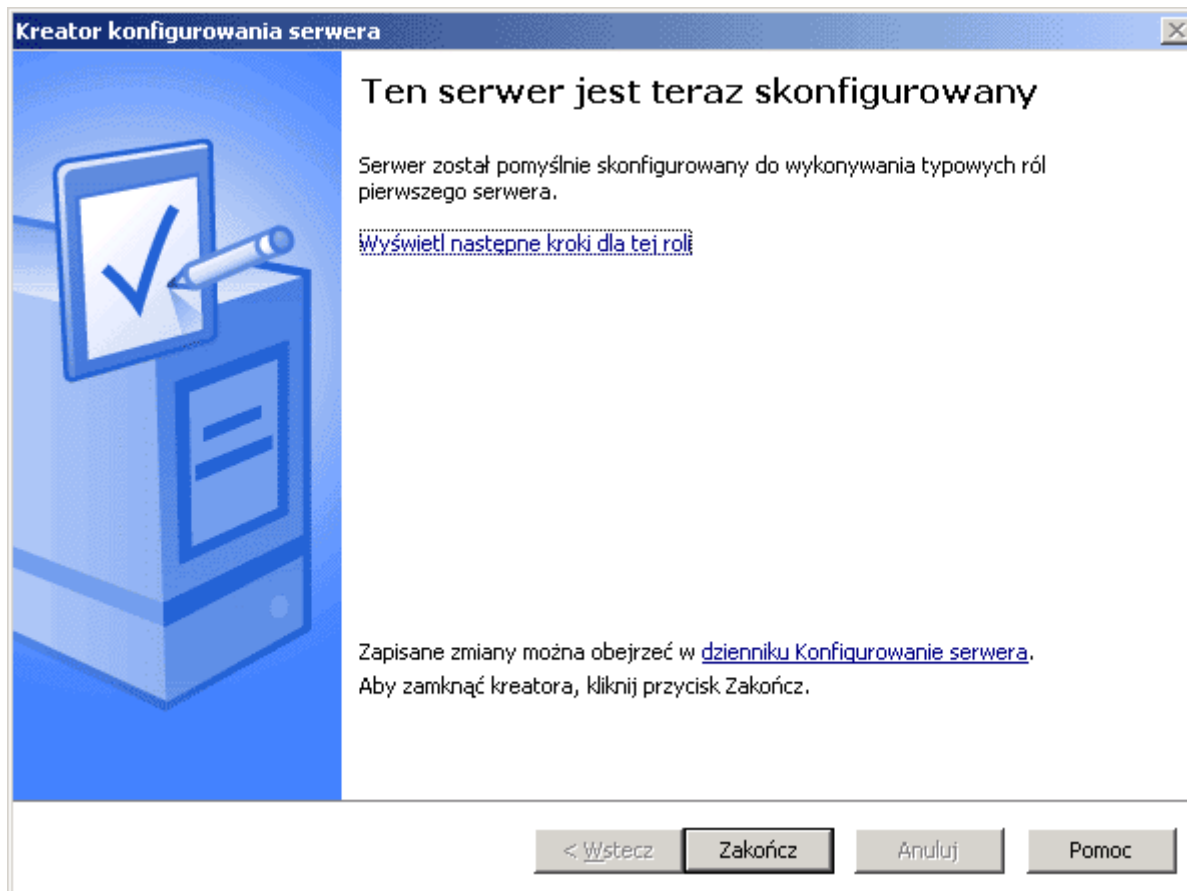 Kreator konfigurowania serwera
Ten serwer jest teraz skonfigurowany
Serwer został pomyślnie skonfigurowany do wykonywania typowych ról
pierwszego serwera.
Wyświetl następne kroki dla tej roli
Zapisane zmiany można obejrzeć w dzienniku Konfigurowanie serwera.
Aby zamknąć kreatora, kliknij przycisk Zakończ.
< Wstecz Zakończ Anuluj Pomoc